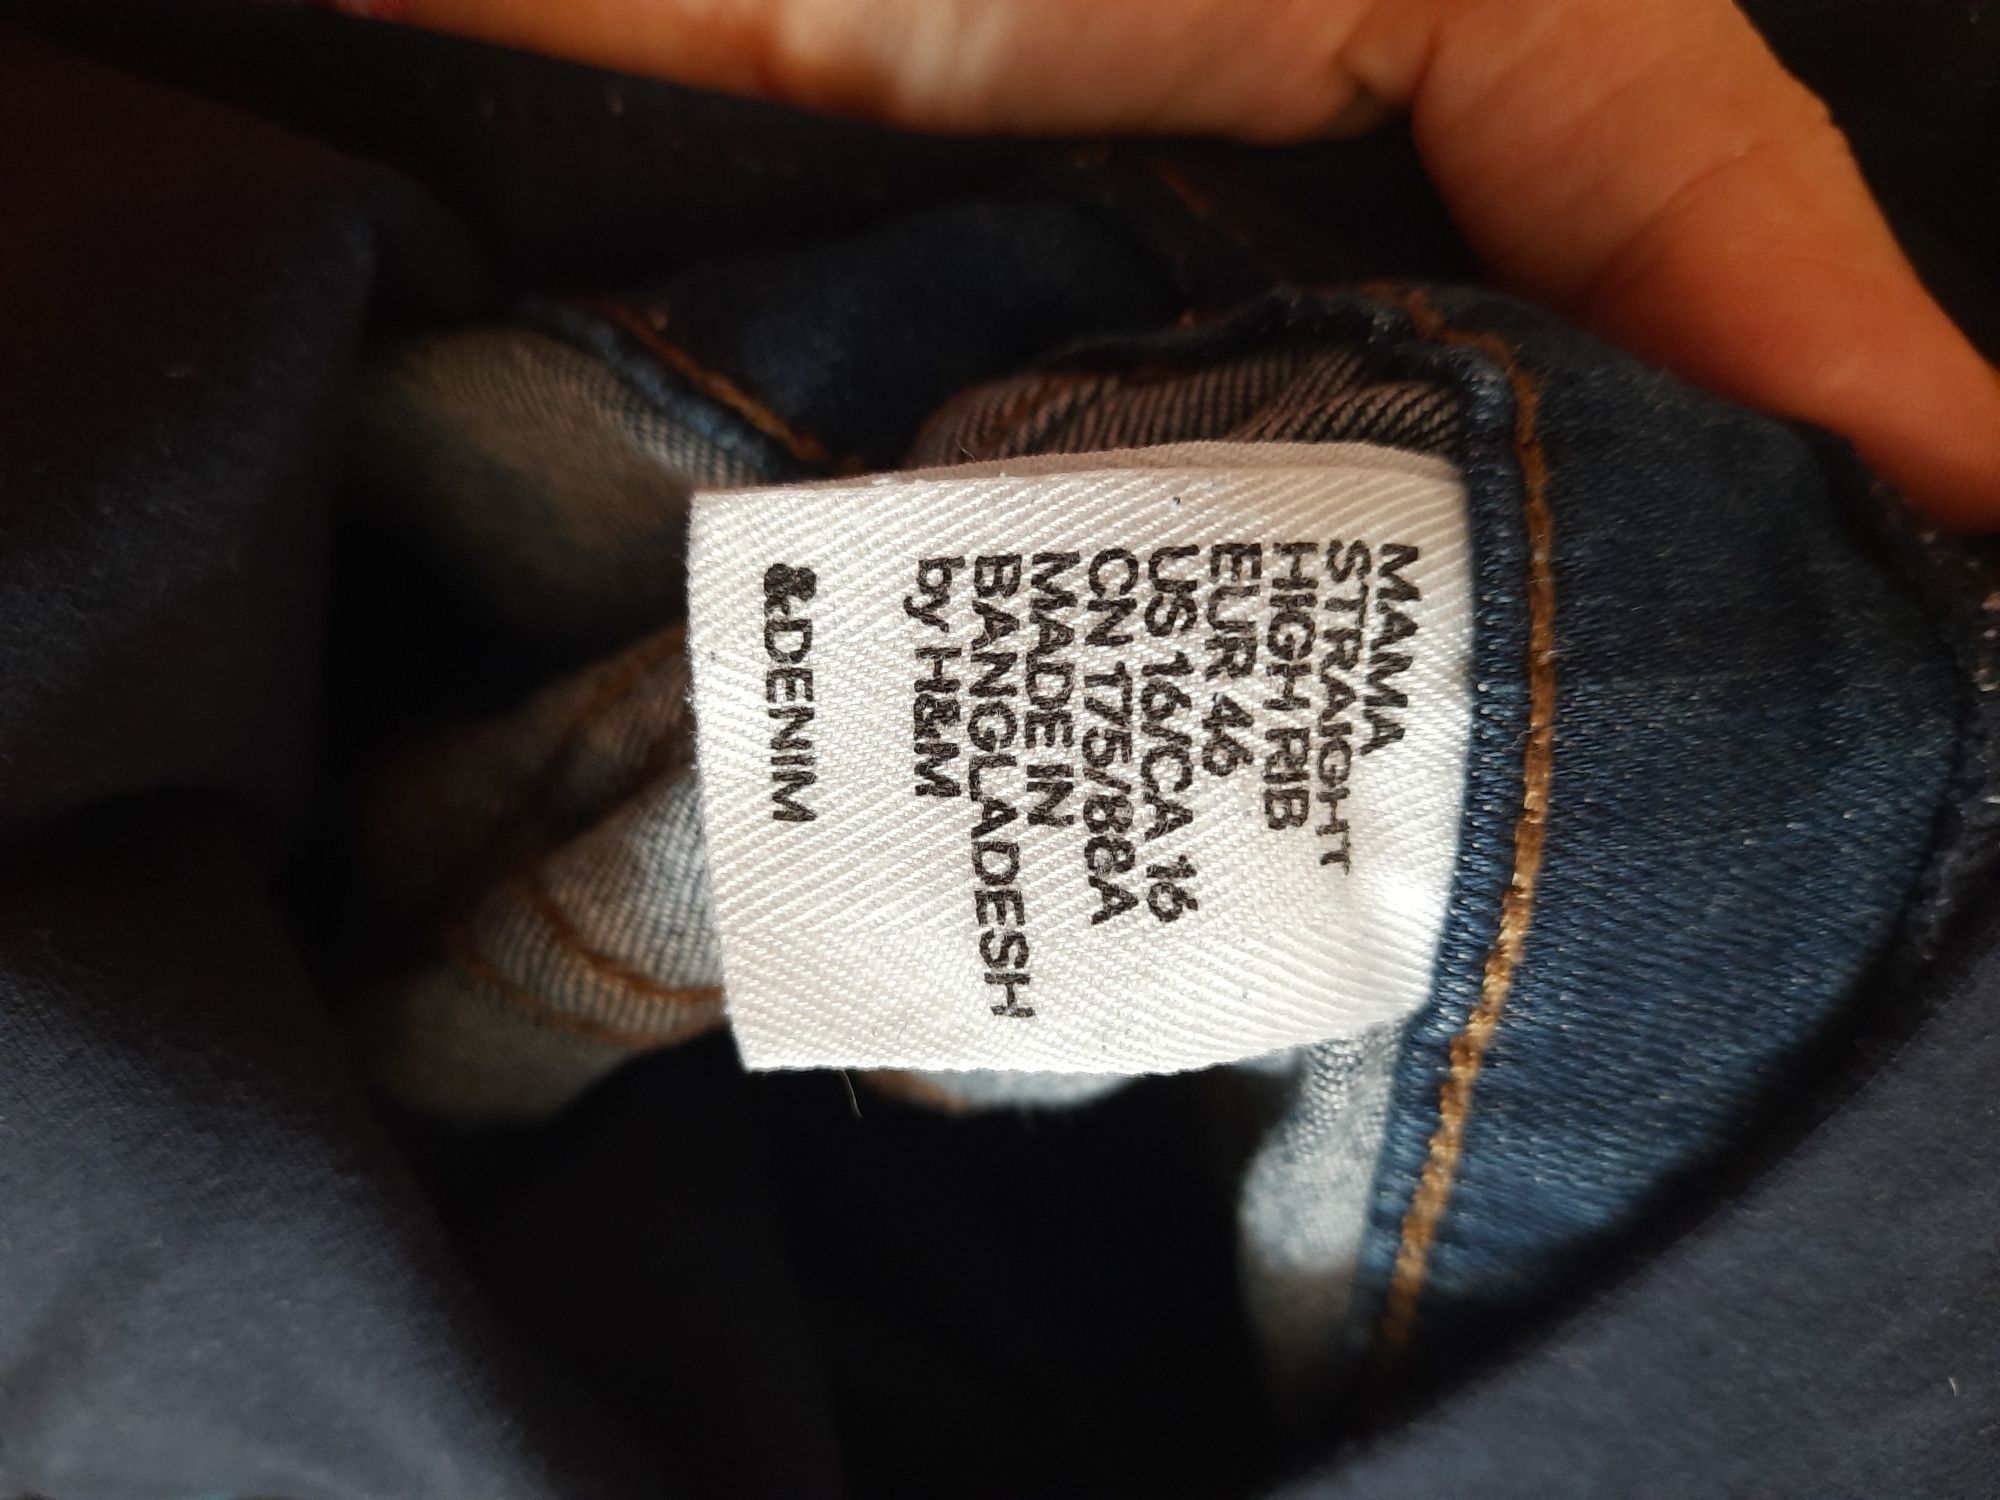 MAMA
STRAIGHT
HIGH RIB
EUR 46
US 16/CA 16
CN 175/88A
MADE IN
BANGLADESH
by H&M
&DENIM